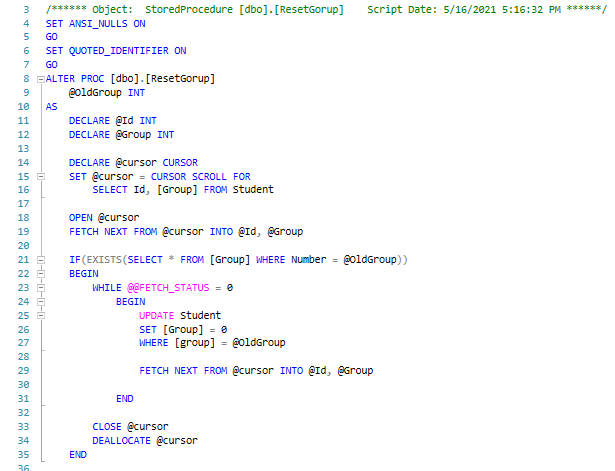 3 /****** Object:  StoredProcedure [dbo].[ResetGorup]    Script Date: 5/16/2021 5:16:32 PM ******/
4 SET ANSI_NULLS ON
5 GO
6 SET QUOTED_IDENTIFIER ON
7 GO
8 ALTER PROC [dbo].[ResetGorup]
9     @OldGroup INT
10 AS
11     DECLARE @Id INT
12     DECLARE @Group INT
13
14     DECLARE @cursor CURSOR
15     SET @cursor = CURSOR SCROLL FOR
16         SELECT Id, [Group] FROM Student
17
18     OPEN @cursor
19     FETCH NEXT FROM @cursor INTO @Id, @Group
20
21     IF(EXISTS(SELECT * FROM [Group] WHERE Number = @OldGroup))
22     BEGIN
23         WHILE @@FETCH_STATUS = 0
24             BEGIN
25                 UPDATE Student
26                 SET [Group] = 0
27                 WHERE [group] = @OldGroup
28
29                 FETCH NEXT FROM @cursor INTO @Id, @Group
30
31             END
32
33         CLOSE @cursor
34         DEALLOCATE @cursor
35     END
36